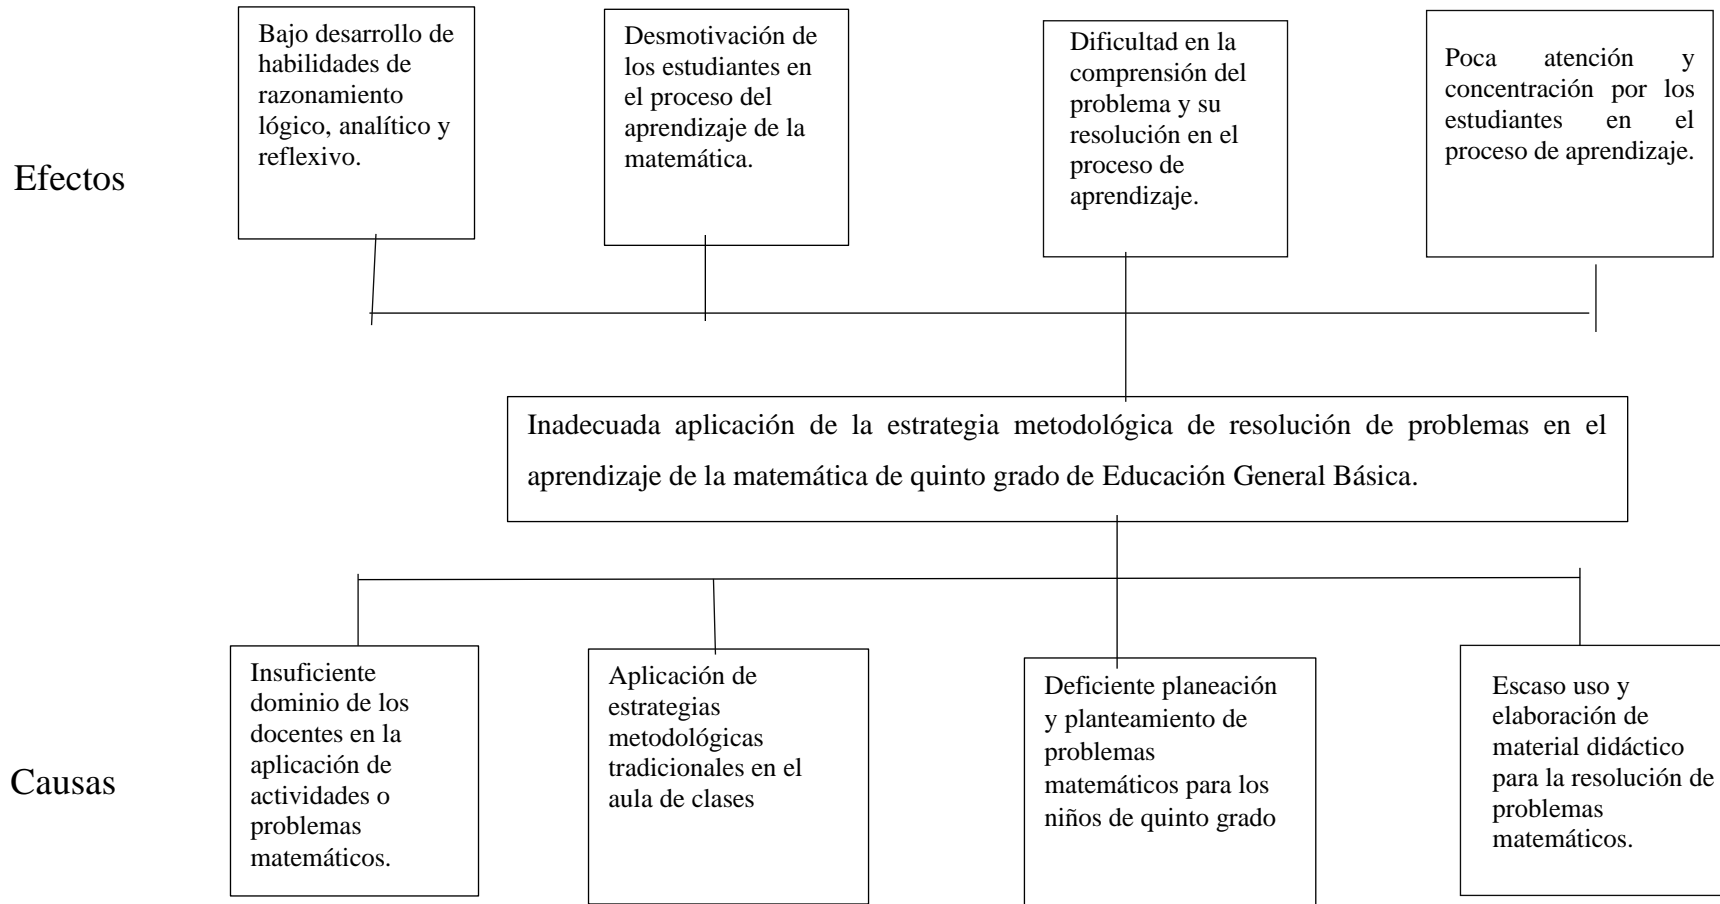 Bajo desarrollo de
habilidades de
razonamiento
lógico, analítico y
reflexivo.
Desmotivación de
los estudiantes en
el proceso del
aprendizaje de la
matemática.
Dificultad en la
comprensión del
problema y su
resolución en el
proceso de
aprendizaje.
Poca atención y
concentración por los
estudiantes en el
proceso de aprendizaje.
Efectos
Inadecuada aplicación de la estrategia metodológica de resolución de problemas en el
aprendizaje de la matemática de quinto grado de Educación General Básica.
Causas
Insuficiente
dominio de los
docentes en la
aplicación de
actividades o
problemas
matemáticos.
Aplicación de
estrategias
metodológicas
tradicionales en el
aula de clases
Deficiente planeación
y planteamiento de
problemas
matemáticos para los
niños de quinto grado
Escaso uso y
elaboración de
material didáctico
para la resolución de
problemas
matemáticos.